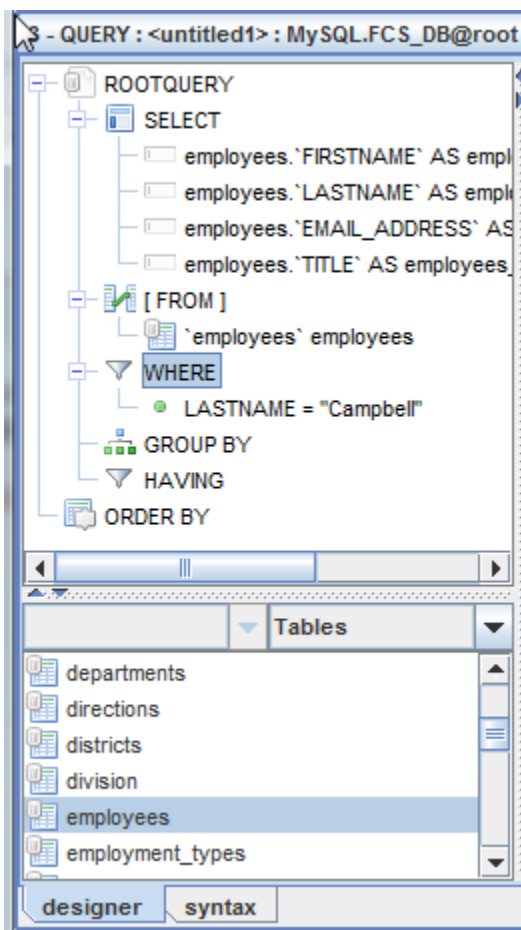 3 - QUERY : <untitled1> : MySQL.FCS_DB@root
ROOTQUERY
SELECT
employees.`FIRSTNAME` AS empl
employees.`LASTNAME` AS emplo
employees.`EMAIL_ADDRESS` AS
employees.`TITLE` AS employees_
[ FROM ]
`employees` employees
WHERE
LASTNAME = "Campbell"
GROUP BY
HAVING
ORDER BY
Tables
departments
directions
districts
division
employees
employment_types
designer syntax